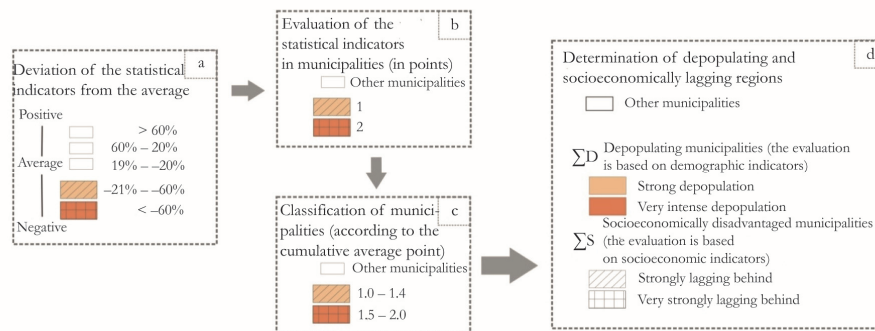 a
Deviation of the statistical
indicators from the average
Positive
> 60%
60% – 20%
Average
19% – –20%
–21% – –60%
< –60%
Negative
b
Evaluation of the
statistical indicators
in municipalities (in points)
Other municipalities
1
2
c
Classification of munici-
palities (according to the
cumulative average point)
Other municipalities
1.0 – 1.4
1.5 – 2.0
d
Determination of depopulating and
socioeconomically lagging regions
Other municipalities
∑D Depopulating municipalities (the evaluation
is based on demographic indicators)
Strong depopulation
Very intense depopulation
Socioeconomically disadvantaged municipalities
∑S (the evaluation is based
on socioeconomic indicators)
Strongly lagging behind
Very strongly lagging behind